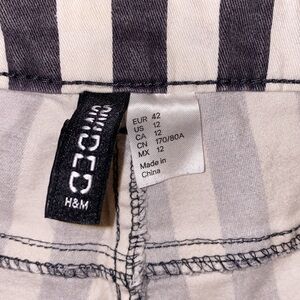 DIVIDED
H&M
EUR 42
US 12
CA 12
CN 170/80A
MX 12
Made in
China